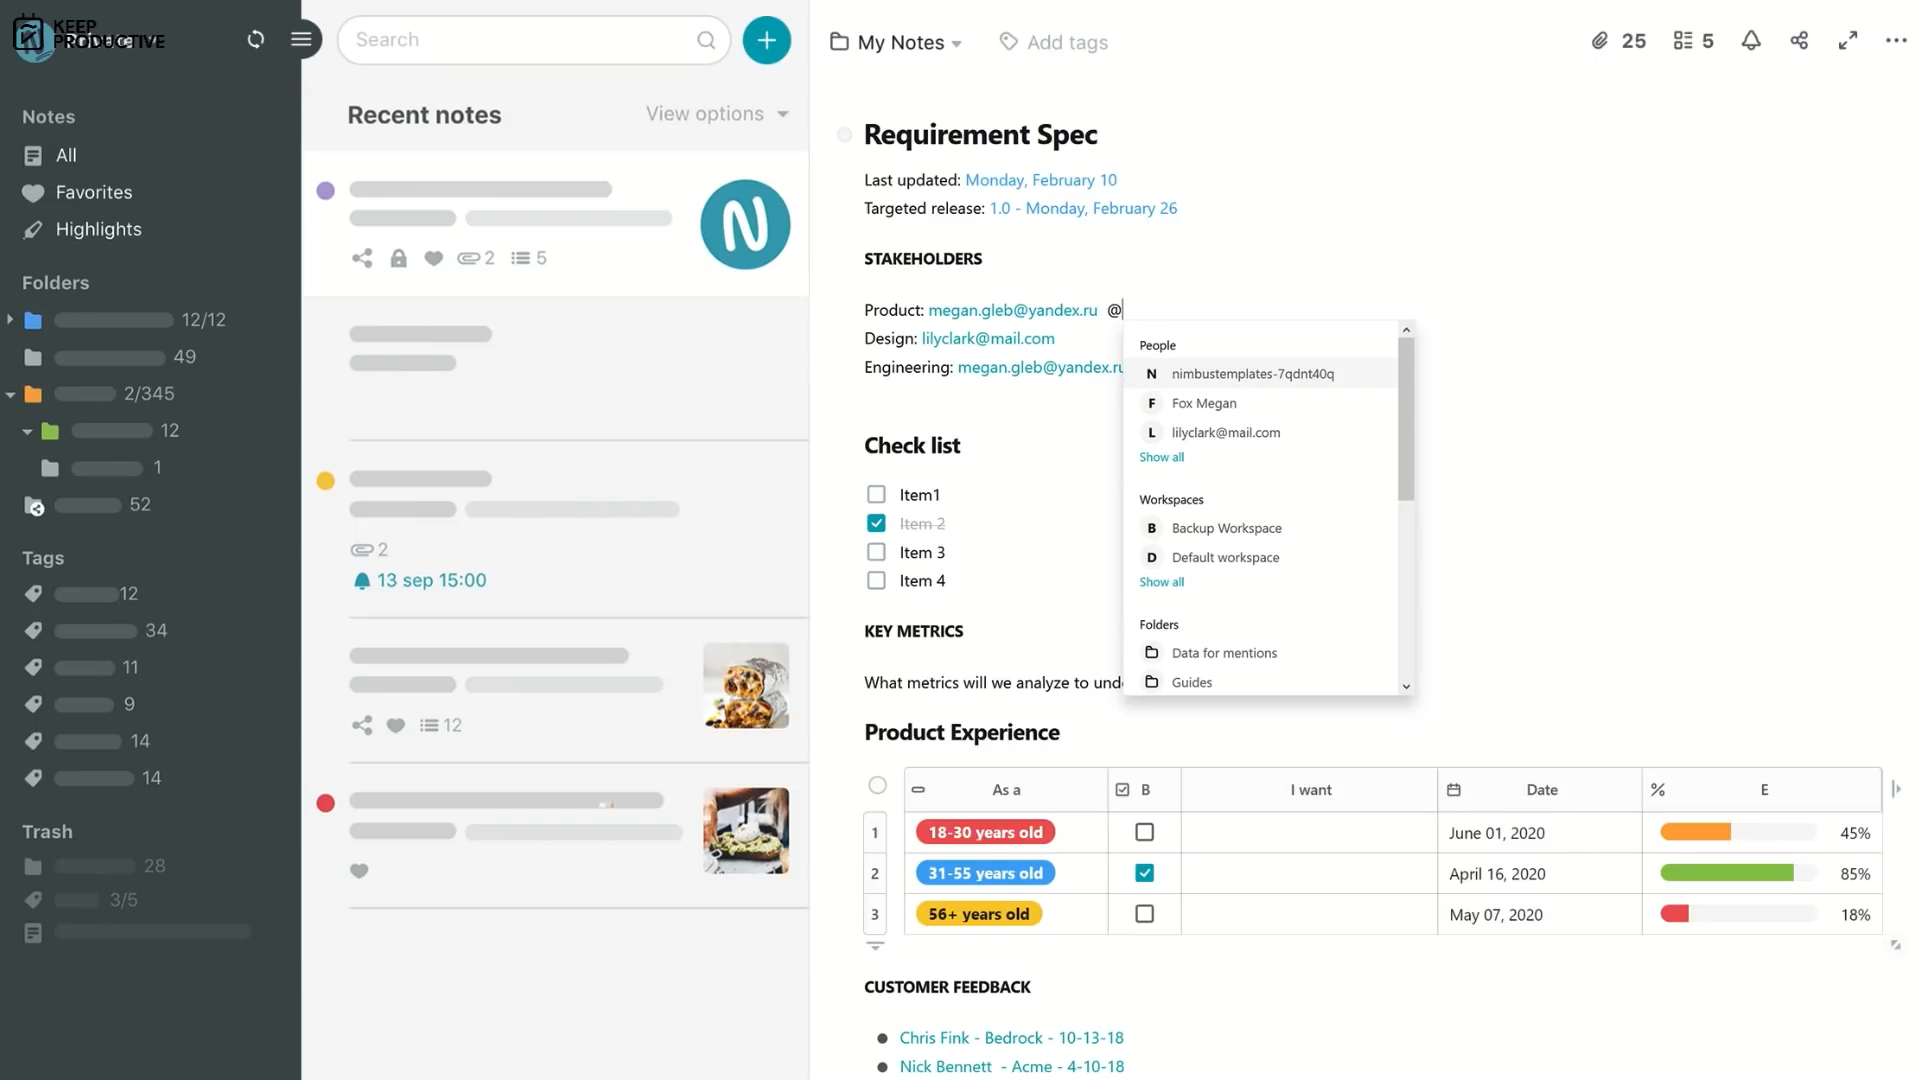 KEEP
PRODUCTIVE
Private
Notes
All
Favorites
Highlights
Folders
12/12
49
2/345
12
1
52
Tags
12
34
11
9
14
14
Trash
28
3/5
Search
Recent notes
View options
2
5
2
13 sep 15:00
12
My Notes
Add tags
25
5
Requirement Spec
Last updated: Monday, February 10
Targeted release: 1.0 - Monday, February 26
STAKEHOLDERS
Product: megan.gleb@yandex.ru @
Design: lilyclark@mail.com
Engineering: megan.gleb@yandex.ru
People
N nimbustemplates-7qdnt40q
F Fox Megan
L lilyclark@mail.com
Show all
Workspaces
B Backup Workspace
D Default workspace
Show all
Folders
Data for mentions
Guides
Check list
Item1
Item 2
Item 3
Item 4
KEY METRICS
What metrics will we analyze to
Product Experience
As a B I want Date % E
1 18-30 years old June 01, 2020 45%
2 31-55 years old April 16, 2020 85%
3 56+ years old May 07, 2020 18%
CUSTOMER FEEDBACK
Chris Fink - Bedrock - 10-13-18
Nick Bennett - Acme - 4-10-18